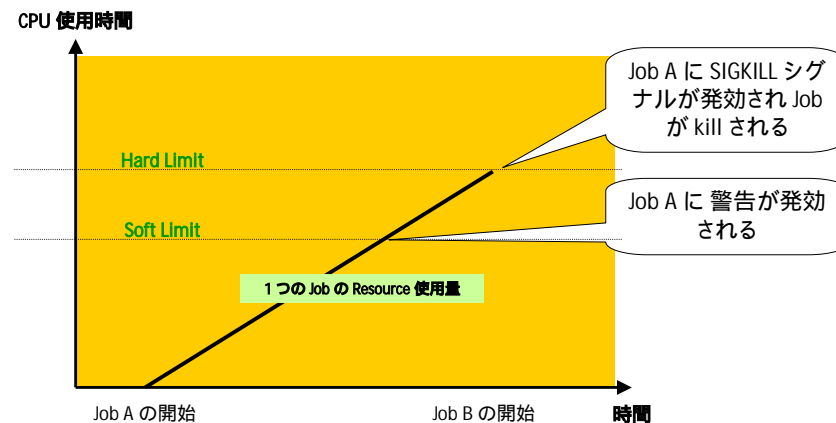 CPU 使用時間
Job A に SIGKILL シグ
ナルが発効され Job
が kill される
Hard Limit
Job A に 警告が発効
される
Soft Limit
1 つの Job の Resource 使用量
Job A の開始
Job B の開始
時間